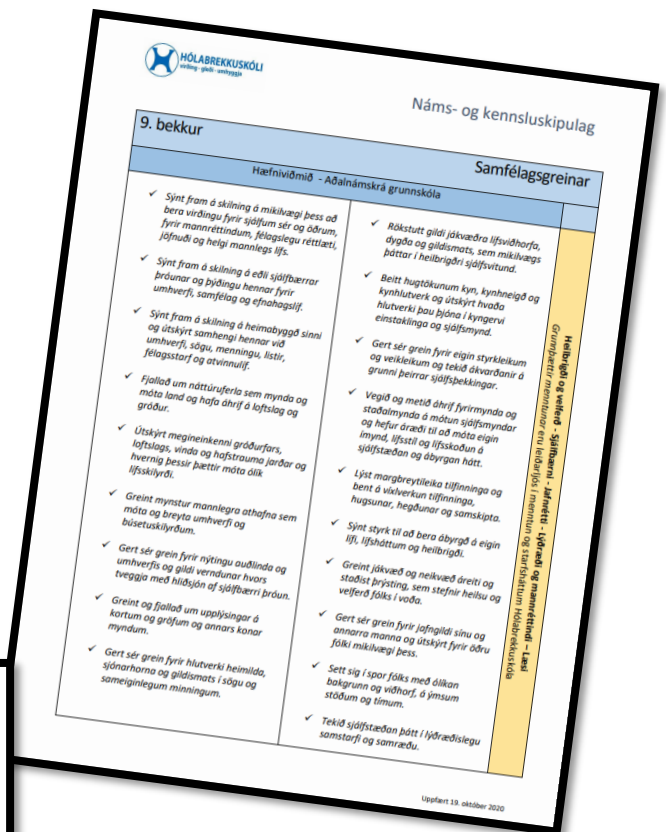 HÓLABREKKUSKÓLI
virðing - gleði - umhyggja
Náms- og kennsluskipulag
9. bekkur
Samfélagsgreinar
Hæfniviðmið - Aðalnámskrá grunnskóla
✓ Sýnt fram á skilning á mikilvægi þess að
bera virðingu fyrir sjálfum sér og öðrum,
fyrir mannréttindum, félagslegu réttlæti,
jöfnuði og helgi mannlegs lífs.
✓ Sýnt fram á skilning á eðli sjálfbærrar
þróunar og þýðingu hennar fyrir
umhverfi, samfélag og efnahagslíf.
✓ Sýnt fram á skilning á heimabyggð sinni
og útskýrt samhengi hennar við
umhverfi, sögu, menningu, listir,
félagsstarf og atvinnulíf.
✓ Fjallað um náttúruferla sem mynda og
móta land og hafa áhrif á loftslag og
gróður.
✓ Útskýrt megineinkenni gróðurfars,
loftslags, vinda og hafstrauma jarðar og
hvernig þessir þættir móta ólík
lífsskilyrði.
✓ Greint mynstur mannlegra athafna sem
móta og breyta umhverfi og
búsetuskilyrðum.
✓ Gert sér grein fyrir nýtingu auðlinda og
umhverfis og gildi verndunar hvors
tveggja með hliðsjón af sjálfbærri þróun.
✓ Greint og fjallað um upplýsingar á
kortum og gröfum og annars konar
myndum.
✓ Gert sér grein fyrir hlutverki heimilda,
sjónarhorna og gildismats í sögu og
sameiginlegum minningum.
✓ Rökstutt gildi jákvæðra lífsviðhorfa,
dygða og gildismats, sem mikilvægs
þáttar í heilbrigðri sjálfsvitund.
✓ Beitt hugtökunum kyn, kynhneigð og
kynhlutverk og útskýrt hvaða
hlutverki þau þjóna í kyngervi
einstaklinga og sjálfsmynd.
✓ Gert sér grein fyrir eigin styrkleikum
og veikleikum og tekið ákvarðanir á
grunni þeirrar sjálfsþekkingar.
✓ Vegið og metið áhrif fyrirmynda og
staðalmynda á mótun sjálfsmyndar
og hefur áræði til að móta eigin
ímynd, lífsstíl og lífsskoðun á
sjálfstæðan og ábyrgan hátt.
✓ Lýst margbreytileika tilfinninga og
bent á víxlverkun tilfinninga,
hugsunar, hegðunar og samskipta.
✓ Sýnt styrk til að bera ábyrgð á eigin
lífi, lífsháttum og heilbrigði.
✓ Greint jákvæð og neikvæð áreiti og
staðist þrýsting, sem stefnir heilsu og
velferð fólks í voða.
✓ Gert sér grein fyrir jafngildi sínu og
annarra manna og útskýrt fyrir öðru
fólki mikilvægi þess.
✓ Sett sig í spor fólks með ólíkan
bakgrunn og viðhorf, á ýmsum
stöðum og tímum.
✓ Tekið sjálfstæðan þátt í lýðræðislegu
samstarfi og samræðu.
Heilbrigði og velferð - Sjálfbærni - Jafnrétti - Lýðræði og mannréttindi – Læsi
Grunnþættir menntunar eru leiðarljós í menntun og starfsháttum Hólabrekkuskóla
Uppfært 19. október 2020